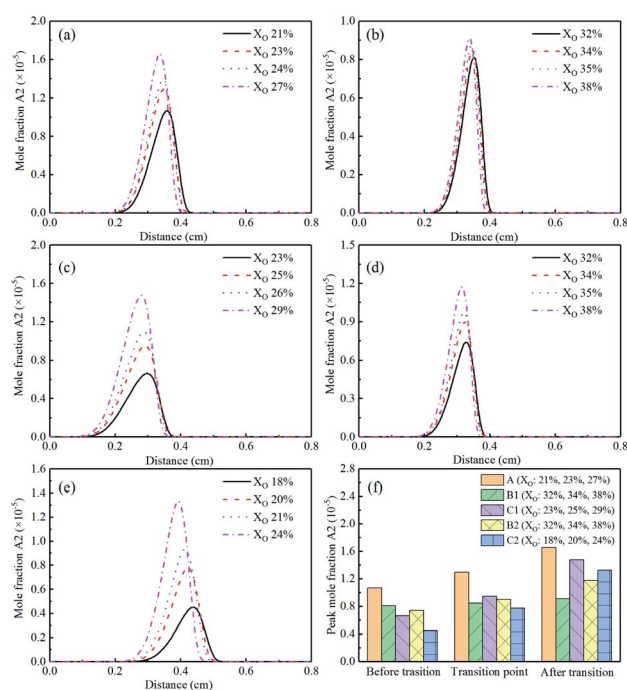 (a)
X_O 21%
X_O 23%
X_O 24%
X_O 27%
Mole fraction A2 (×10⁻⁵)
2.0
1.6
1.2
0.8
0.4
0.0
0.0 0.2 0.4 0.6 0.8
Distance (cm)
(b)
X_O 32%
X_O 34%
X_O 35%
X_O 38%
Mole fraction A2 (×10⁻⁵)
1.0
0.8
0.6
0.4
0.2
0.0
0.0 0.2 0.4 0.6 0.8
Distance (cm)
(c)
X_O 23%
X_O 25%
X_O 26%
X_O 29%
Mole fraction A2 (×10⁻⁵)
2.0
1.6
1.2
0.8
0.4
0.0
0.0 0.2 0.4 0.6 0.8
Distance (cm)
(d)
X_O 32%
X_O 34%
X_O 35%
X_O 38%
Mole fraction A2 (×10⁻⁵)
1.5
1.2
0.9
0.6
0.3
0.0
0.0 0.2 0.4 0.6 0.8
Distance (cm)
(e)
X_O 18%
X_O 20%
X_O 21%
X_O 24%
Mole fraction A2 (×10⁻⁵)
1.6
1.4
1.2
1.0
0.8
0.6
0.4
0.2
0.0
0.0 0.2 0.4 0.6 0.8
Distance (cm)
(f)
A (X_O: 21%, 23%, 27%)
B1 (X_O: 32%, 34%, 38%)
C1 (X_O: 23%, 25%, 29%)
B2 (X_O: 32%, 34%, 38%)
C2 (X_O: 18%, 20%, 24%)
Peak mole fraction A2 (×10⁻⁵)
2.8
2.4
2.0
1.6
1.2
0.8
0.4
0.0
Before trasition Transition point After transition